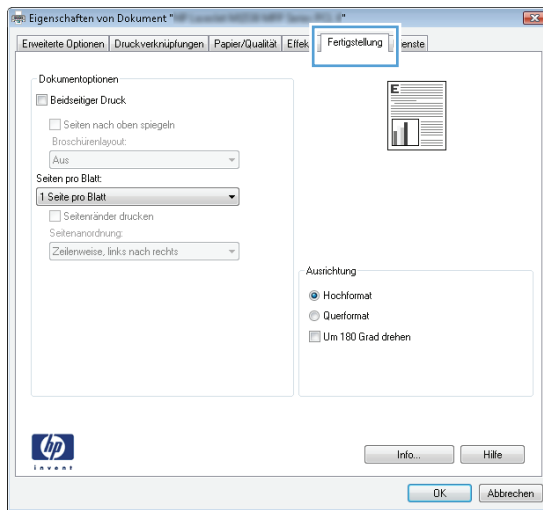 Eigenschaften von Dokument "
Erweiterte Optionen Druckverknüpfungen Papier/Qualität Effek Fertigstellung enste
Dokumentoptionen
Beidseitiger Druck
Seiten nach oben spiegeln
Broschürenlayout:
Aus
Seiten pro Blatt:
1 Seite pro Blatt
Seitenränder drucken
Seitenanordnung:
Zeilenweise, links nach rechts
E
Ausrichtung
Hochformat
Querformat
Um 180 Grad drehen
hp
invent
Info... Hilfe
OK Abbrechen